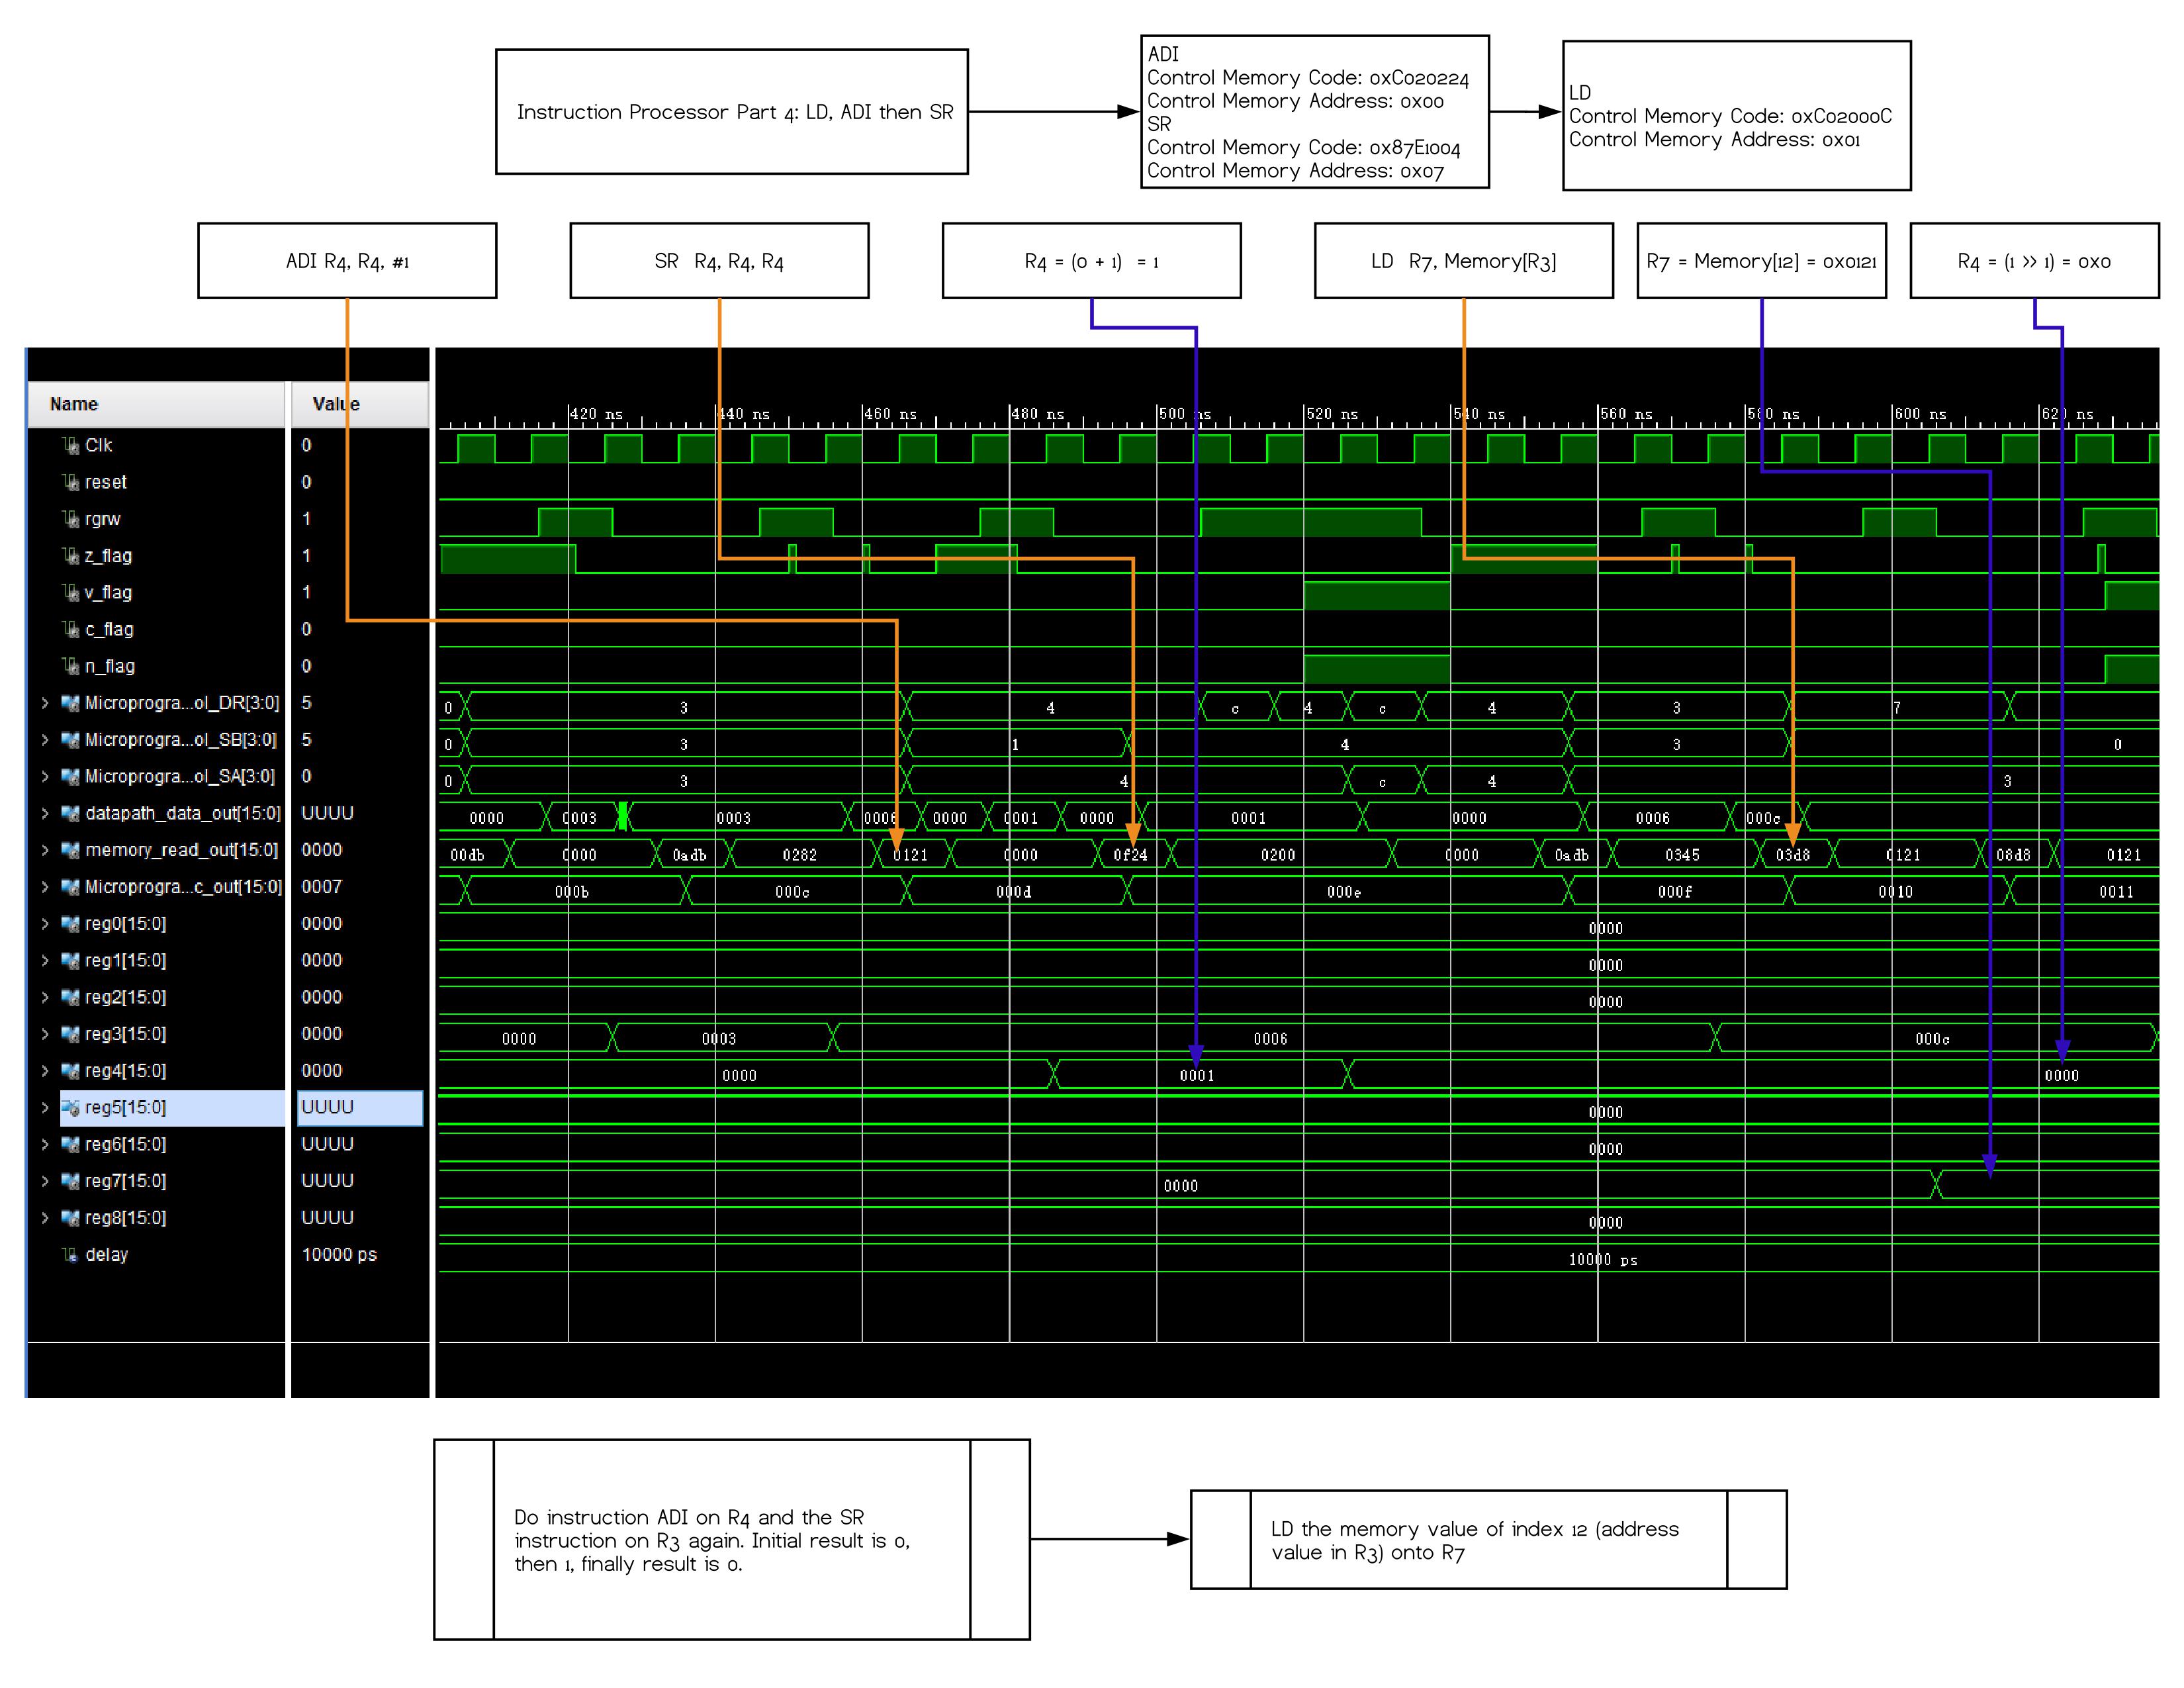 Instruction Processor Part 4: LD, ADI then SR
ADI
Control Memory Code: 0xC020224
Control Memory Address: 0x00
SR
Control Memory Code: 0x87E1004
Control Memory Address: 0x07
LD
Control Memory Code: 0xC02000C
Control Memory Address: 0x01
ADI R4, R4, #1
SR R4, R4, R4
R4 = (0 + 1) = 1
LD R7, Memory[R3]
R7 = Memory[12] = 0x0121
R4 = (1 >> 1) = 0x0
Name Value
420 ns 440 ns 460 ns 480 ns 500 ns 520 ns 540 ns 560 ns 580 ns 600 ns 620 ns
Clk 0
reset 0
rgrw 1
z_flag 1
v_flag 1
c_flag 0
n_flag 0
Microprogra...ol_DR[3:0] 5 0 3 4 c 4 c 4 3 7
Microprogra...ol_SB[3:0] 5 0 3 1 4 3 0
Microprogra...ol_SA[3:0] 0 0 3 4 c 4 3
datapath_data_out[15:0] UUUU 0000 0003 0003 0006 0000 0001 0000 0001 0000 0006 000c
memory_read_out[15:0] 0000 00db 0000 0adb 0282 0121 0000 0f24 0200 0000 0adb 0345 03d8 0121 08d8 0121
Microprogra...c_out[15:0] 0007 000b 000c 000d 000e 000f 0010 0011
reg0[15:0] 0000 0000
reg1[15:0] 0000 0000
reg2[15:0] 0000 0000
reg3[15:0] 0000 0000 0003 0006 000c
reg4[15:0] 0000 0000 0001 0000
reg5[15:0] UUUU 0000
reg6[15:0] UUUU 0000
reg7[15:0] UUUU 0000
reg8[15:0] UUUU 0000
delay 10000 ps 10000 ps
Do instruction ADI on R4 and the SR
instruction on R3 again. Initial result is 0,
then 1, finally result is 0.
LD the memory value of index 12 (address
value in R3) onto R7